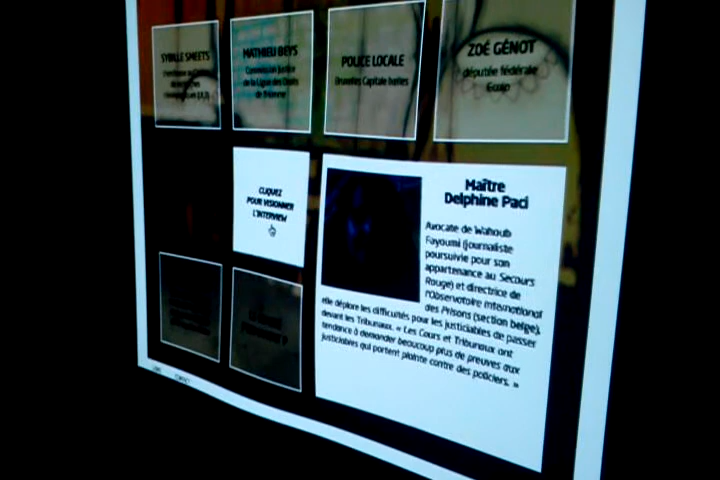 SYBILLE SMEETS
MATHIEU BEYS
Commission Justice
de la Ligue des Droits
de l'Homme
POLICE LOCALE
Bruxelles Capitale Ixelles
ZOÉ GÉNOT
députée fédérale
Ecolo
CLIQUEZ
POUR VISIONNER
L'INTERVIEW
Maître
Delphine Paci
Avocate de Wahoub
Fayoumi (journaliste
poursuivie pour son
appartenance au Secours
Rouge) et directrice de
l'Observatoire International
des Prisons (section belge),
elle déplore les difficultés pour les justiciables de passer
devant les Tribunaux. « Les Cours et Tribunaux ont
tendance à demander beaucoup plus de preuves aux
justiciables qui portent plainte contre des policiers. »